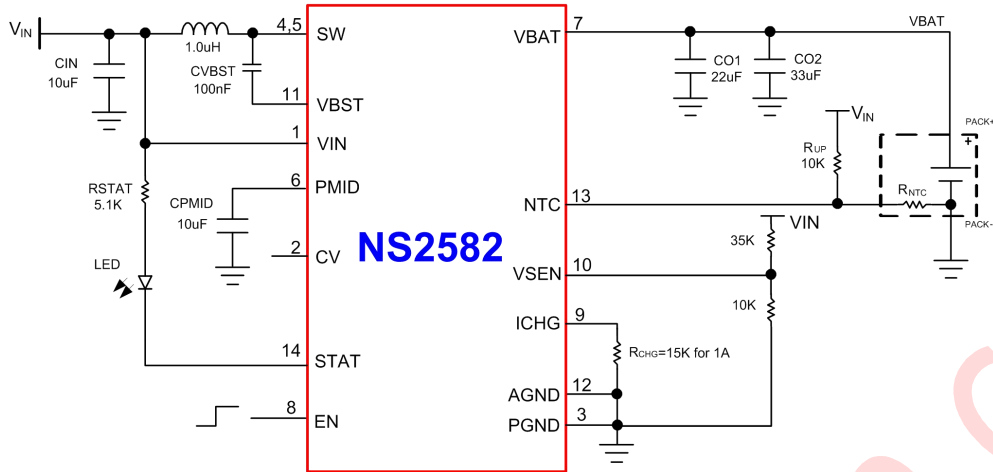 VIN
CIN
10uF
1.0uH
CVBST
100nF
4,5
SW
11
VBST
1
VIN
RSTAT
5.1K
6
PMID
CPMID
10uF
2
CV
LED
14
STAT
8
EN
NS2582
VBAT
7
VBAT
CO1
22uF
CO2
33uF
VIN
RUP
10K
PACK+
+
RNTC
PACK-
NTC
13
VIN
35K
VSEN
10
10K
ICHG
9
RCHG=15K for 1A
AGND
12
PGND
3